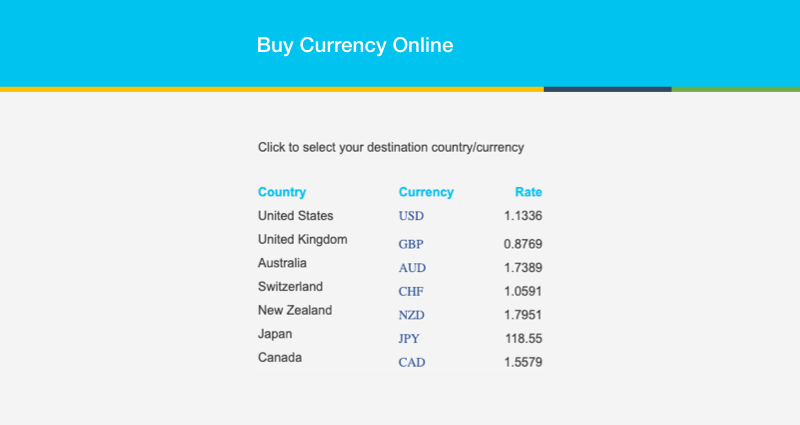 Buy Currency Online
Click to select your destination country/currency
Country Currency Rate
United States USD 1.1336
United Kingdom GBP 0.8769
Australia AUD 1.7389
Switzerland CHF 1.0591
New Zealand NZD 1.7951
Japan JPY 118.55
Canada CAD 1.5579